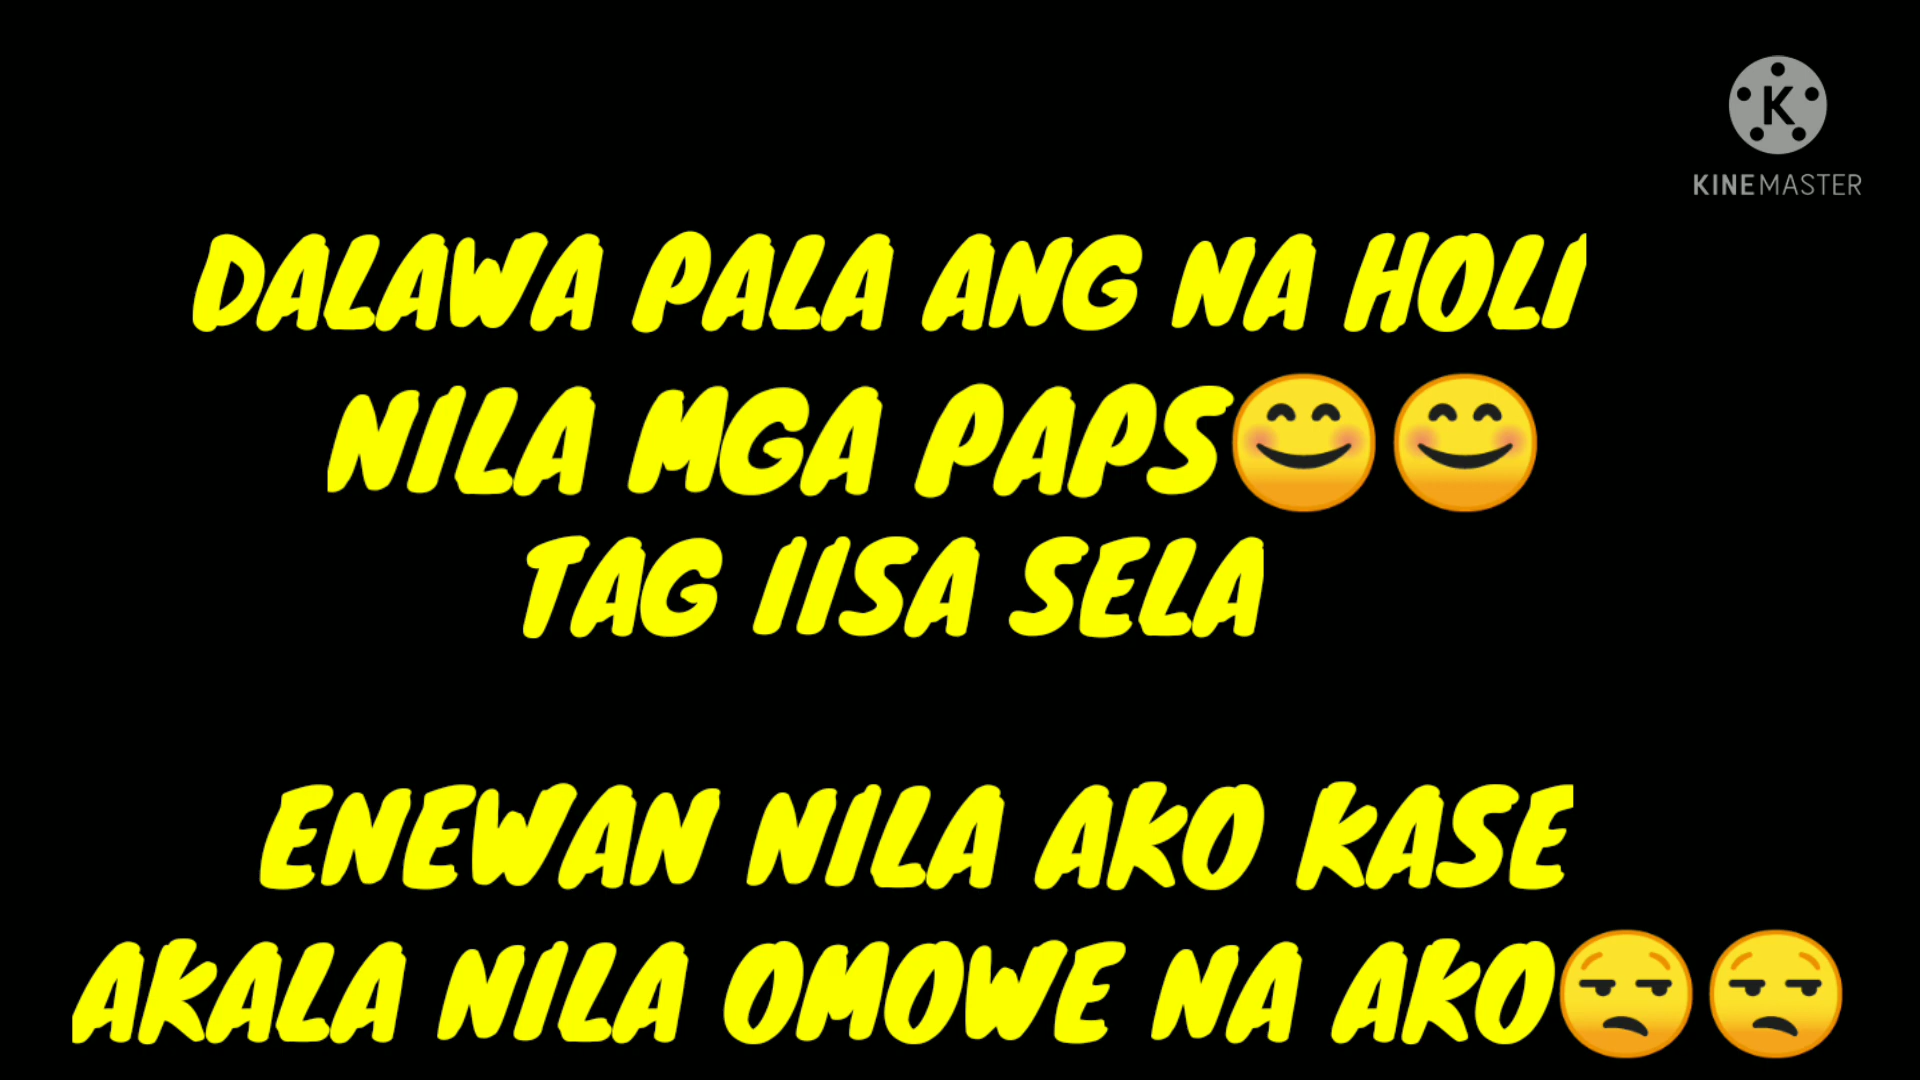 KINEMASTER
DALAWA PALA ANG NA HOLI
NILA MGA PAPS😊😊
TAG IISA SELA
ENEWAN NILA AKO KASE
AKALA NILA OMOWE NA AKO😒😒